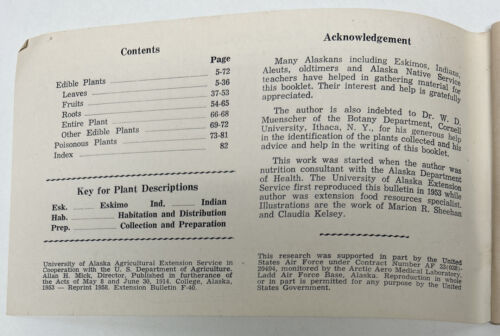 Contents
Page
Edible Plants 5-72
Leaves 5-36
Fruits 37-53
Roots 54-65
Entire Plant 66-68
Other Edible Plants 69-72
Poisonous Plants 73-81
Index 82
Key for Plant Descriptions
Esk. Eskimo Ind. Indian
Hab. Habitation and Distribution
Prep. Collection and Preparation
University of Alaska Agricultural Extension Service in
Cooperation with the U. S. Department of Agriculture,
Allan H. Mick, Director, Published in furtherance of
the Acts of May 8 and June 30, 1914. College, Alaska,
1953 — Reprint 1958. Extension Bulletin F-40.
Acknowledgement
Many Alaskans including Eskimos, Indians,
Aleuts, oldtimers and Alaska Native Service
teachers have helped in gathering material for
this booklet. Their interest and help is gratefully
appreciated.
The author is also indebted to Dr. W. D.
Muenscher of the Botany Department, Cornell
University, Ithaca, N. Y., for his generous help
in the identification of the plants collected and his
advice and help in the writing of this booklet.
This work was started when the author was
nutrition consultant with the Alaska Department
of Health. The University of Alaska Extension
Service first reproduced this bulletin in 1953 while
author was extension food resources specialist.
Illustrations are the work of Marion R. Sheehan
and Claudia Kelsey.
This research was supported in part by the United
States Air Force under Contract Number AF
monitored by the Arctic Aero Medical Laboratory,
Ladd Air Force Base, Alaska. Reproduction in whole
or in part is permitted for any purpose by the United
States Government.